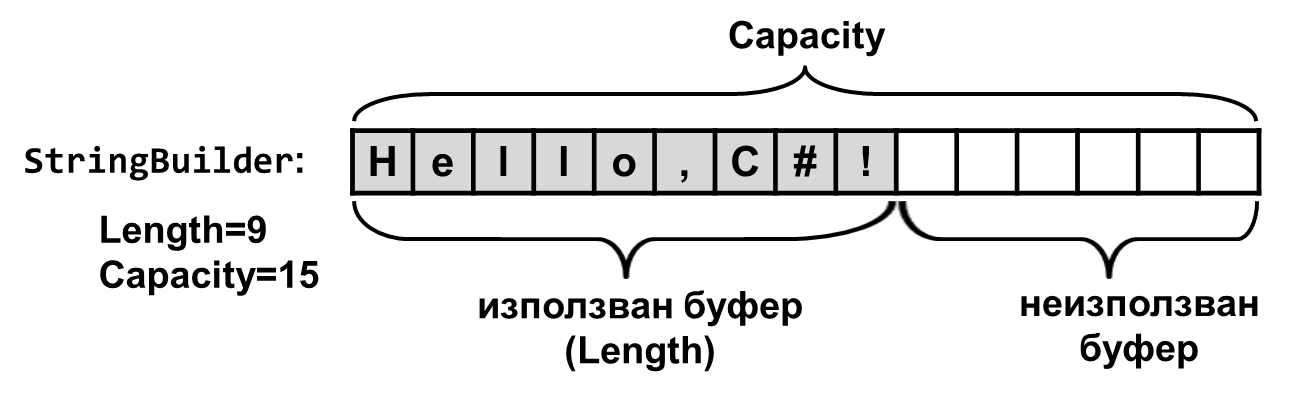 Capacity
StringBuilder:
H e l l o , C # !
Length=9
Capacity=15
използван буфер
(Length)
неизползван
буфер